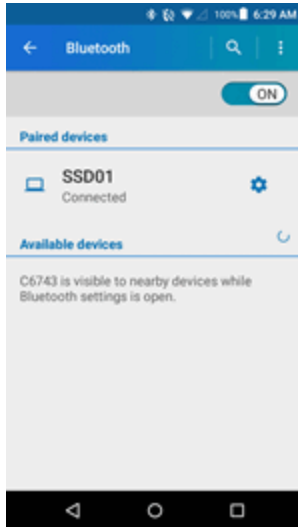 100% 6:29 AM
Bluetooth
ON
Paired devices
SSD01
Connected
Available devices
C6743 is visible to nearby devices while
Bluetooth settings is open.